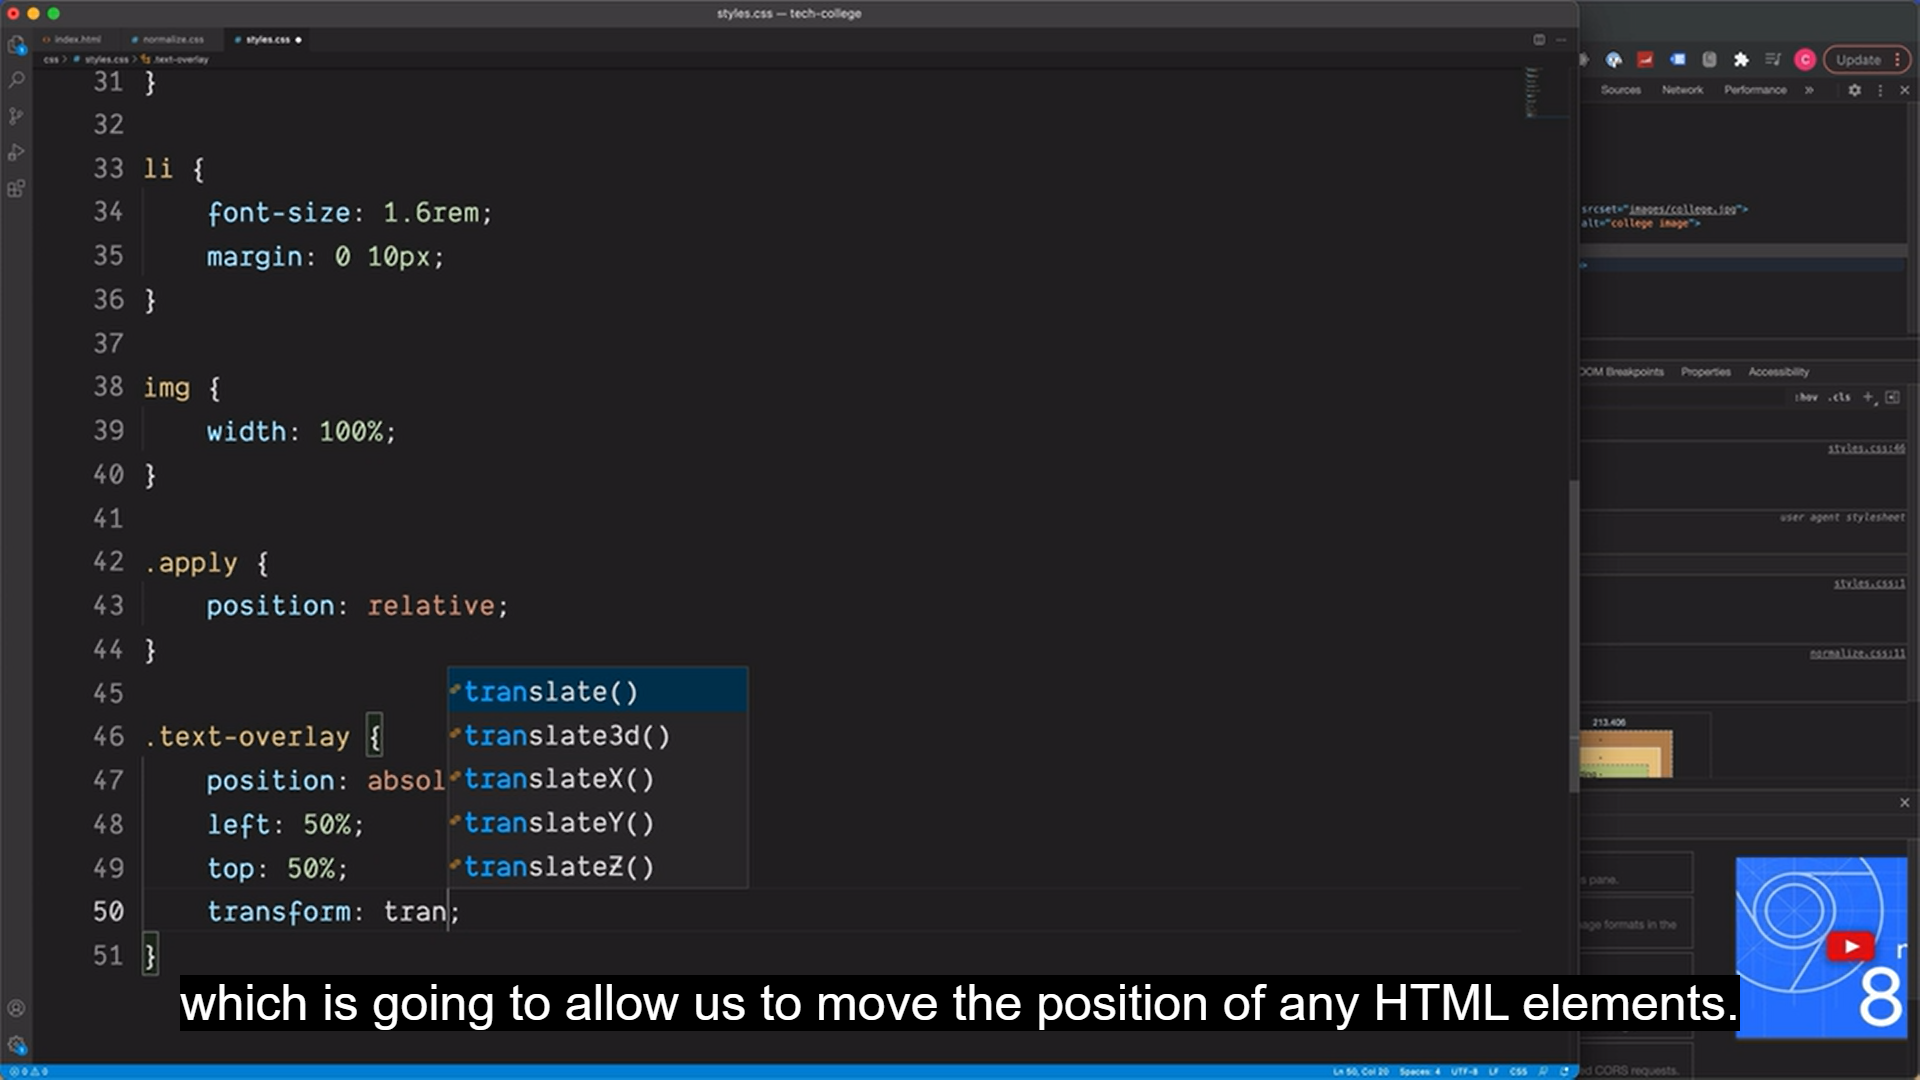 styles.css — tech-college
index.html
normalize.css
styles.css
css > # styles.css > .text-overlay
31 }
32
33 li {
34 font-size: 1.6rem;
35 margin: 0 10px;
36 }
37
38 img {
39 width: 100%;
40 }
41
42 .apply {
43 position: relative;
44 }
45
46 .text-overlay {
47 position: absol
48 left: 50%;
49 top: 50%;
50 transform: tran;
51 }
translate()
translate3d()
translateX()
translateY()
translateZ()
which is going to allow us to move the position of any HTML elements.
Ln 50, Col 20 Spaces: 4 UTF-8 LF CSS
0 0
C
Update
Sources Network Performance »
srcset="images/college.jpg">
alt="college image">
DOM Breakpoints Properties Accessibility
:hov .cls +
styles.css:46
user agent stylesheet
styles.css:1
normalize.css:11
213.406
s pane.
age formats in the
ed CORS requests.
8